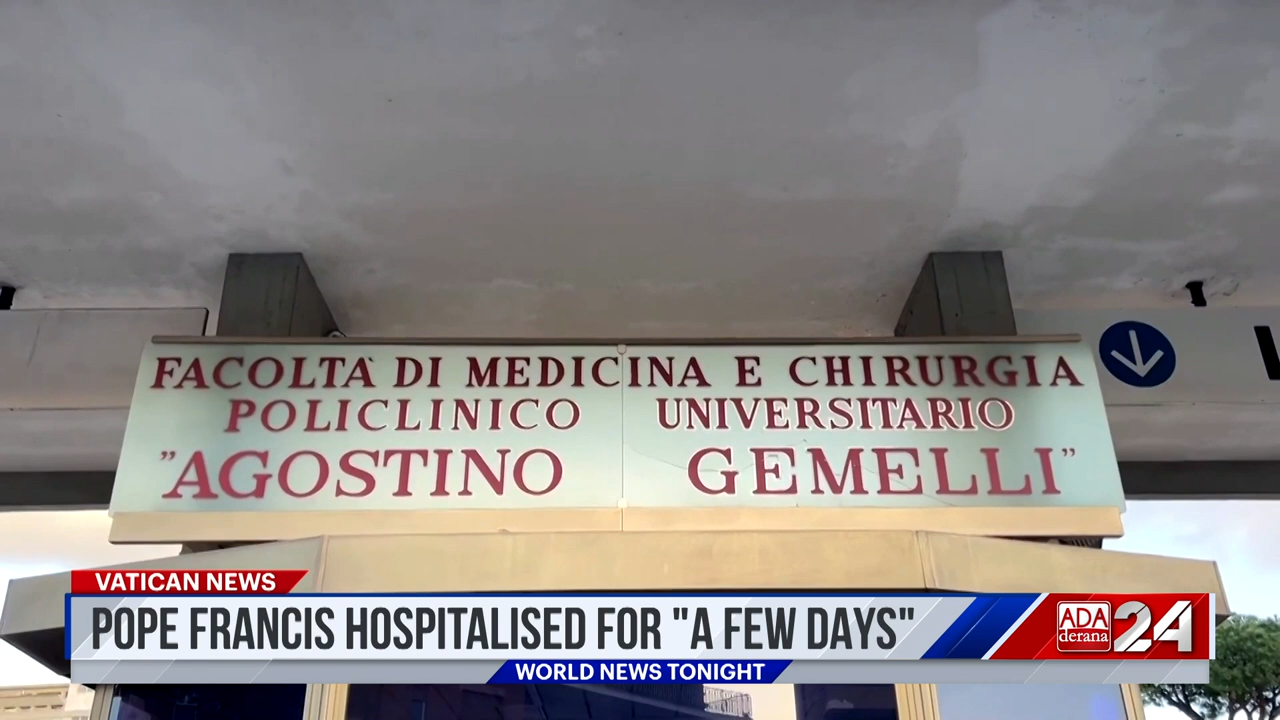 FACOLTÀ DI MEDICINA E CHIRURGIA
POLICLINICO UNIVERSITARIO
"AGOSTINO GEMELLI"
VATICAN NEWS
POPE FRANCIS HOSPITALISED FOR "A FEW DAYS"
ADA
derana
24
WORLD NEWS TONIGHT